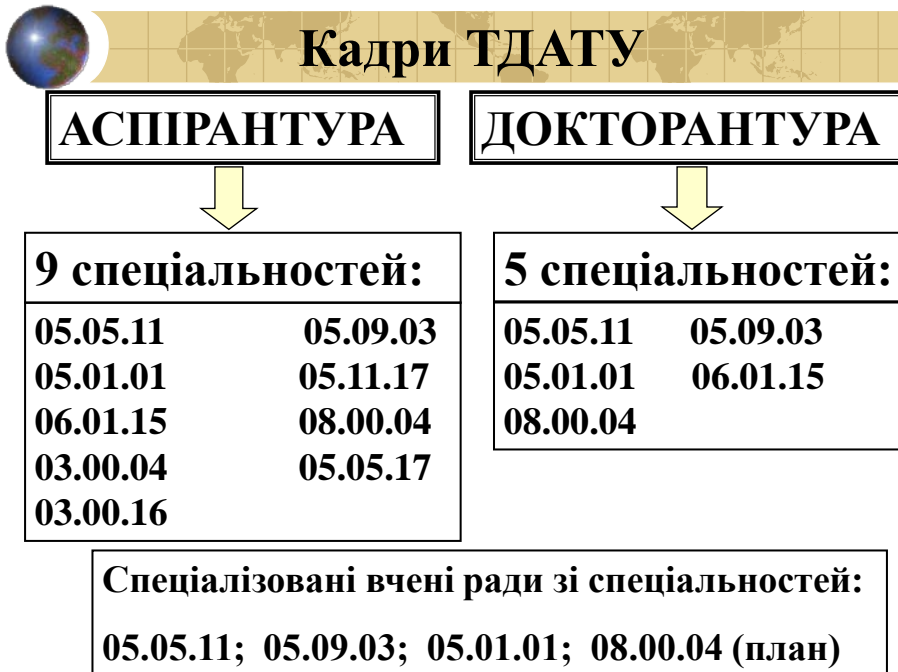 Кадри ТДАТУ
АСПІРАНТУРА
9 спеціальностей:
05.05.11 05.09.03
05.01.01 05.11.17
06.01.15 08.00.04
03.00.04 05.05.17
03.00.16
ДОКТОРАНТУРА
5 спеціальностей:
05.05.11 05.09.03
05.01.01 06.01.15
08.00.04
Спеціалізовані вчені ради зі спеціальностей:
05.05.11; 05.09.03; 05.01.01; 08.00.04 (план)